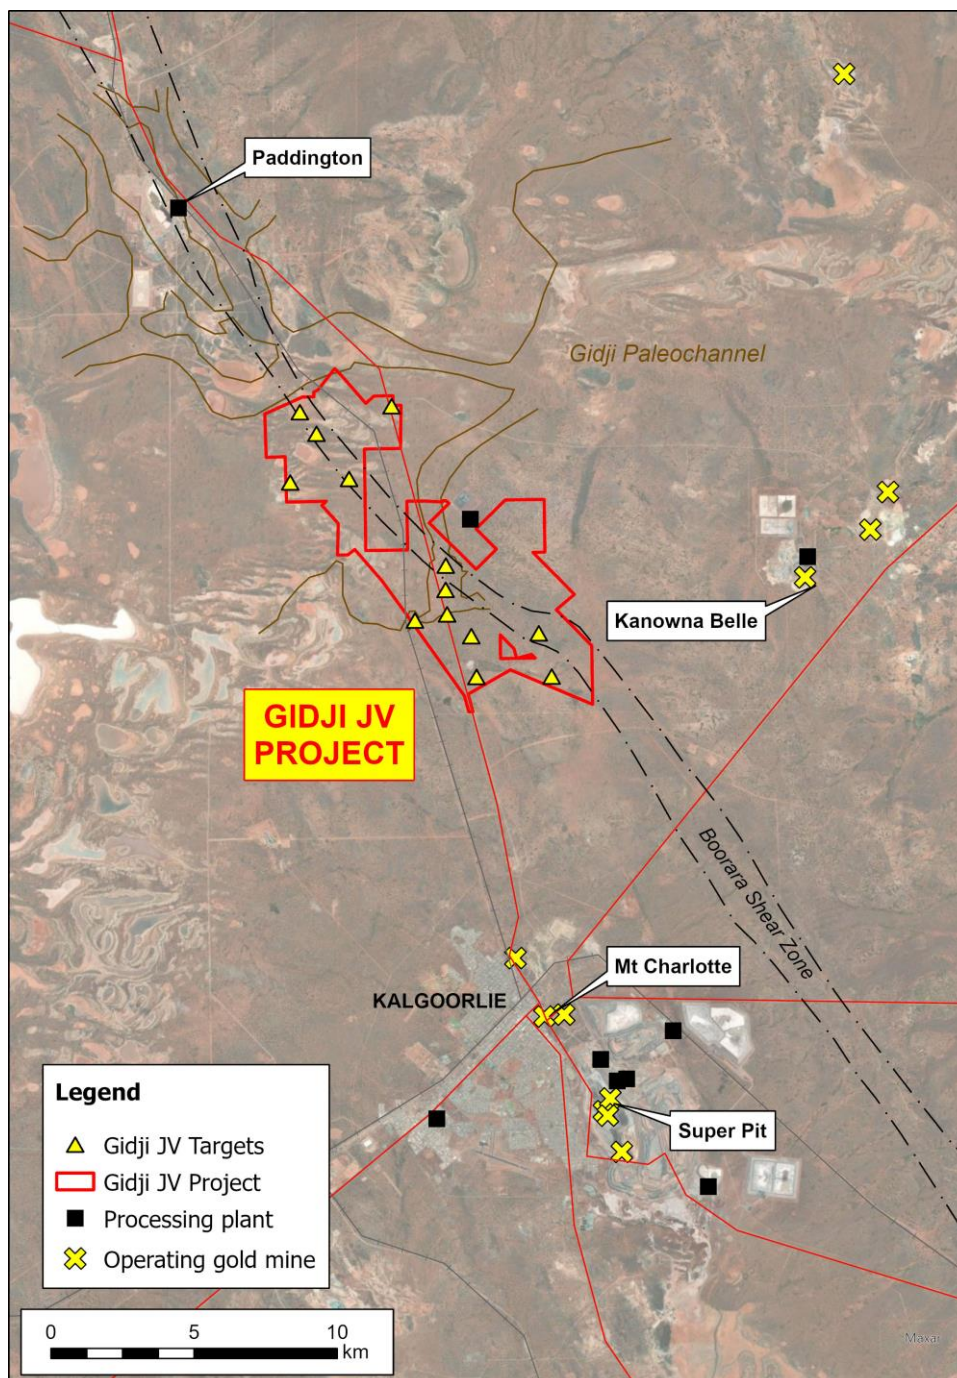 Paddington
Gidji Paleochannel
Kanowna Belle
GIDJI JV
PROJECT
Boorara Shear Zone
Mt Charlotte
KALGOORLIE
Super Pit
Legend
Gidji JV Targets
Gidji JV Project
Processing plant
Operating gold mine
0 5 10
km
Maxar